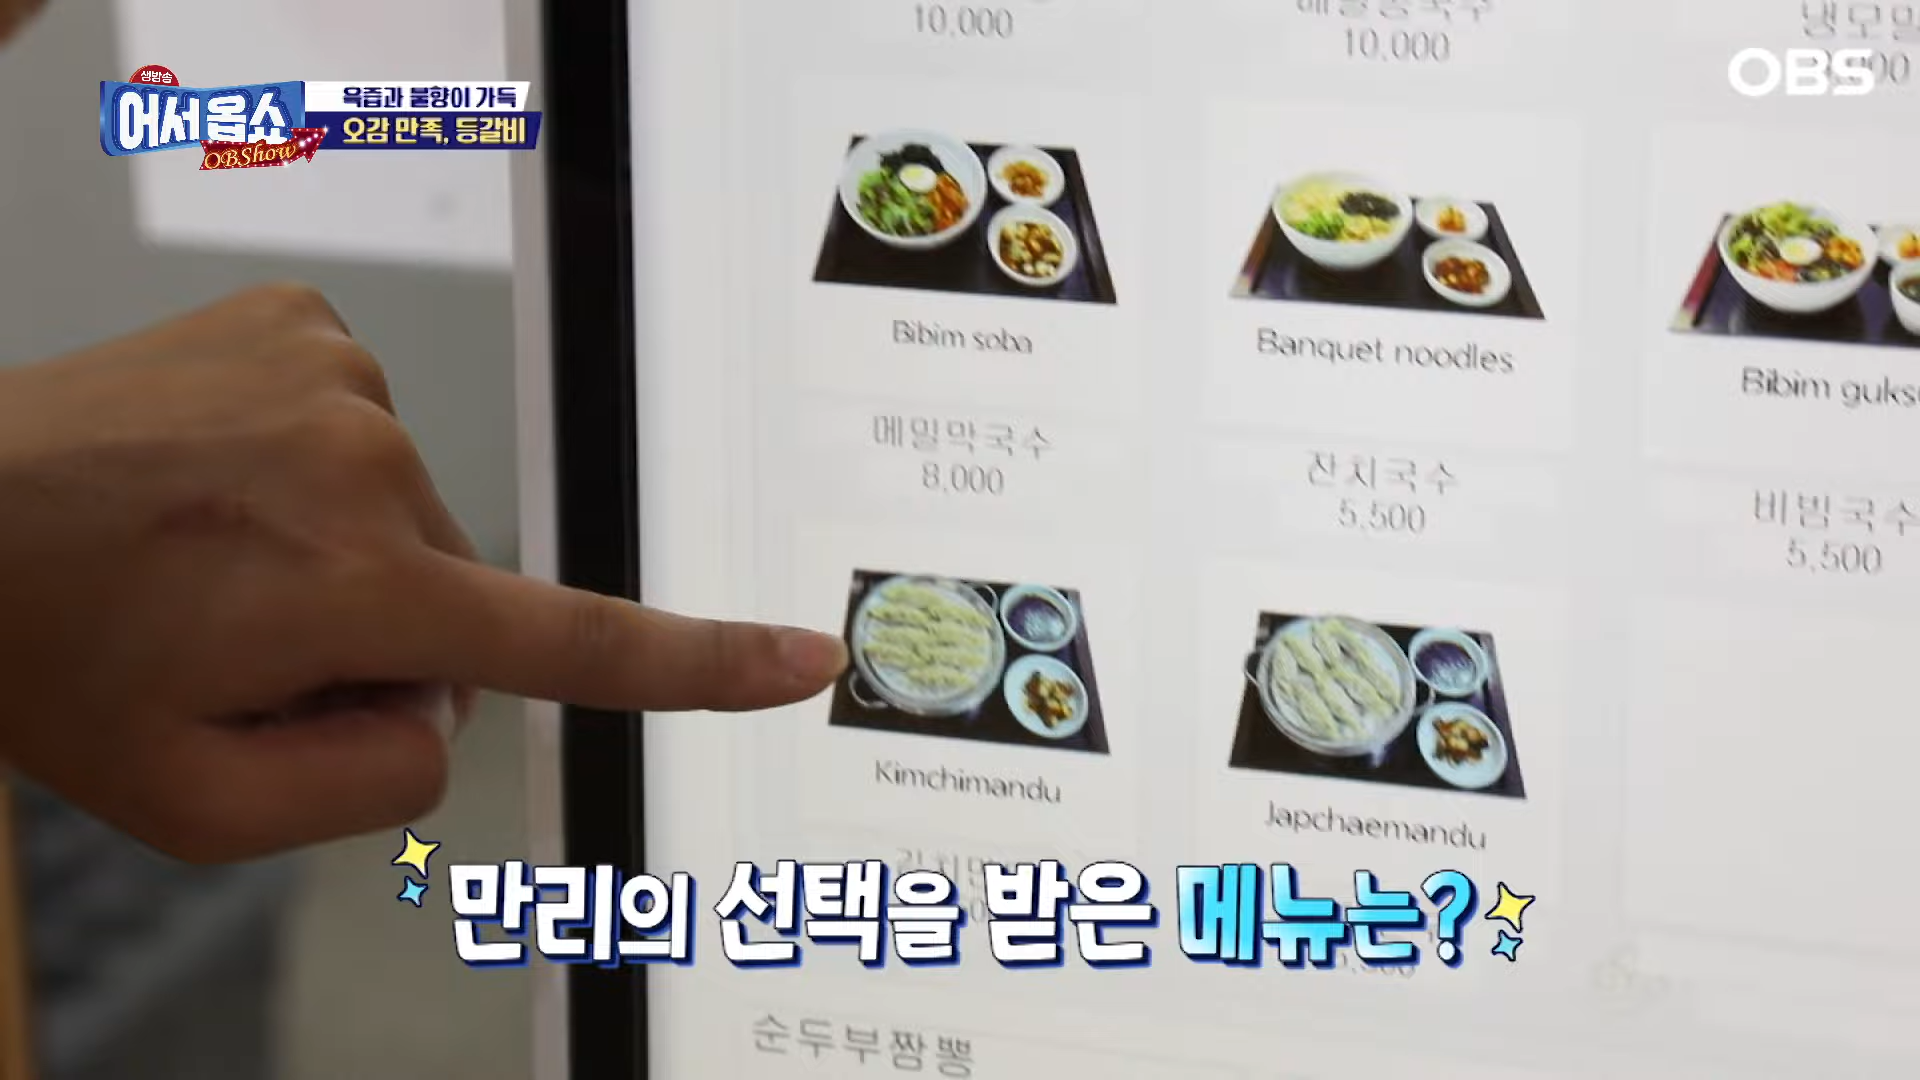 생방송
어서옵쇼
OBShow
육즙과 불향이 가득
오감 만족, 등갈비
OBS
10,000
10,000
Bibim soba
메밀막국수
8,000
Banquet noodles
잔치국수
5,500
Bibim guksu
비빔국수
5,500
Kimchimandu
Japchaemandu
만리의 선택을 받은 메뉴는?
순두부짬뽕